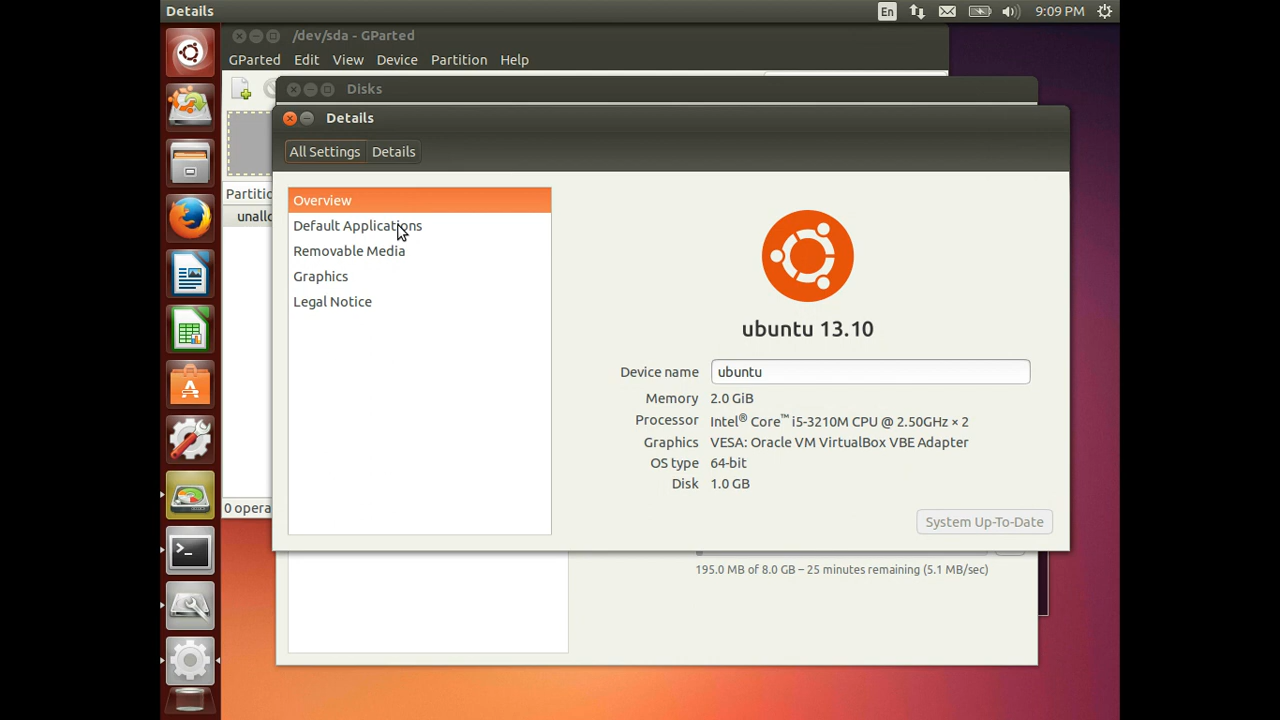 Details
En
9:09 PM
/dev/sda - GParted
GParted Edit View Device Partition Help
Disks
Details
All Settings Details
Overview
Default Applications
Removable Media
Graphics
Legal Notice
ubuntu 13.10
Device name ubuntu
Memory 2.0 GiB
Processor Intel® Core™ i5-3210M CPU @ 2.50GHz × 2
Graphics VESA: Oracle VM VirtualBox VBE Adapter
OS type 64-bit
Disk 1.0 GB
System Up-To-Date
Partitio
unallo
0 opera
195.0 MB of 8.0 GB – 25 minutes remaining (5.1 MB/sec)